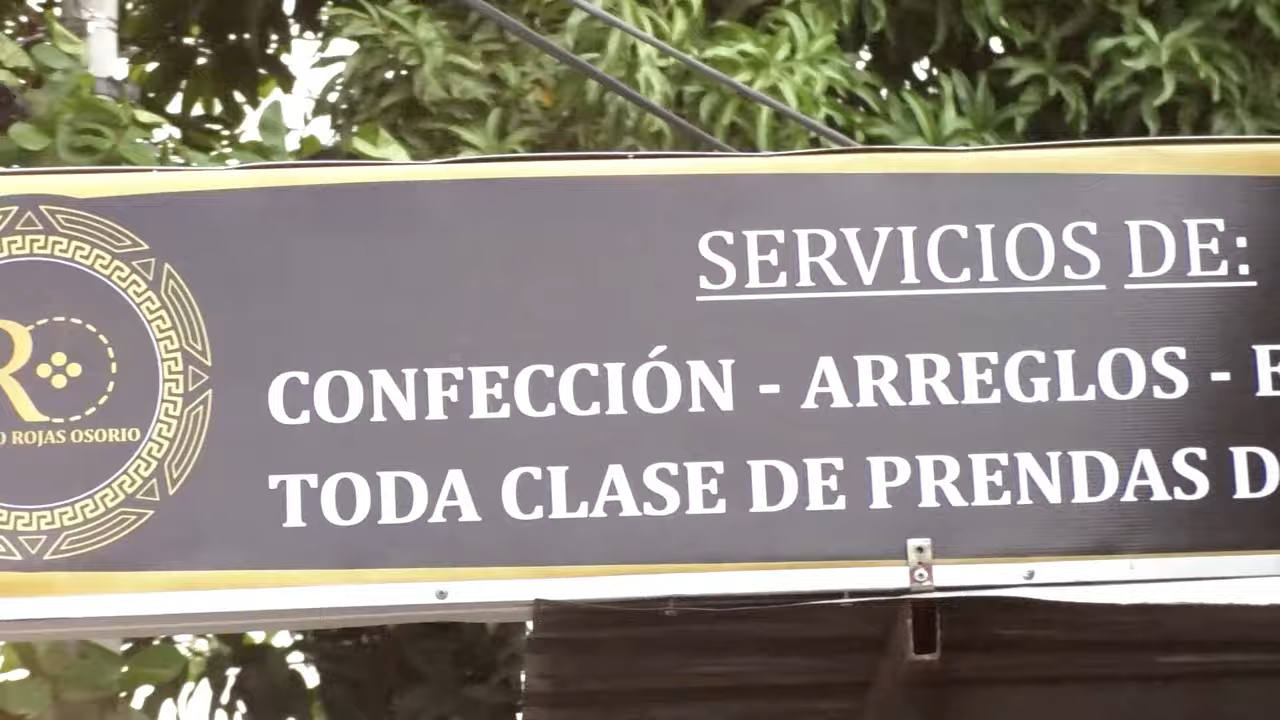 SERVICIOS DE:
CONFECCIÓN - ARREGLOS -
TODA CLASE DE PRENDAS
R
ROJAS OSORIO